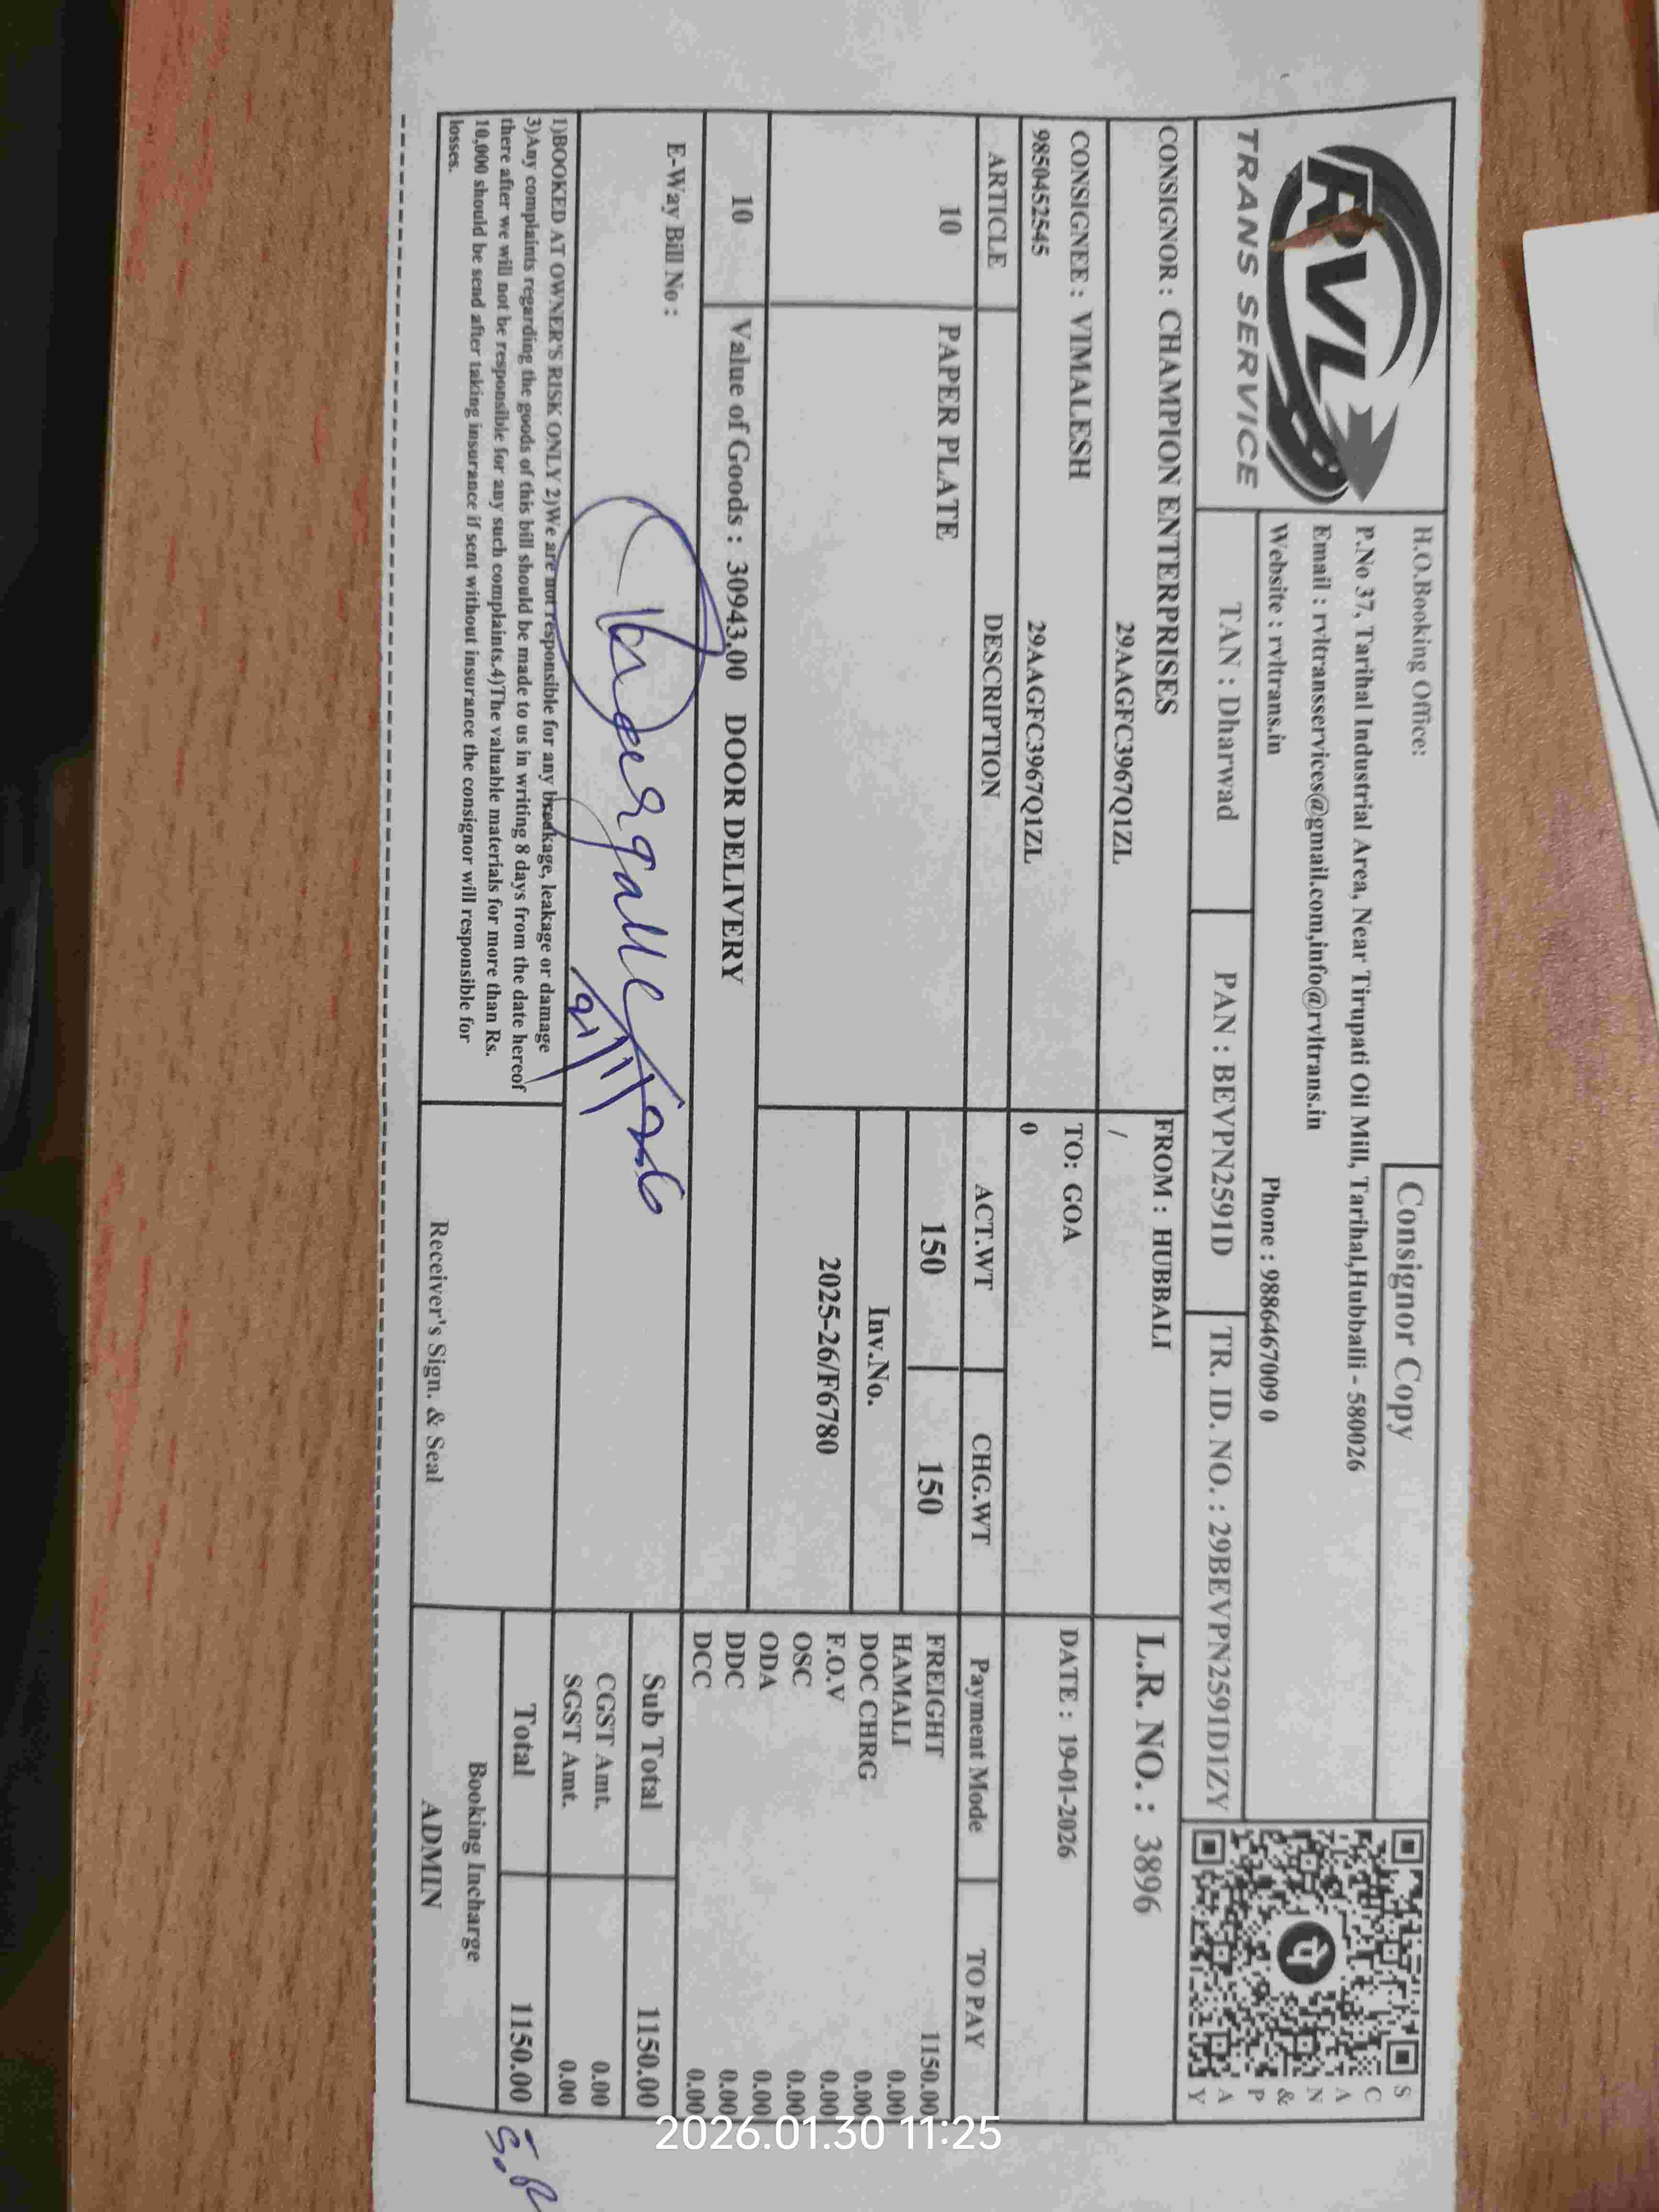 RVL
TRANS SERVICE
H.O.Booking Office:
Consignor Copy
P.No 37, Tarihal Industrial Area, Near Tirupati Oil Mill, Tarihal,Hubballi - 580026
Email : rvltransservices@gmail.com,info@rvltrans.in
Website : rvltrans.in
Phone : 9886467009 0
SCAN & PAY
TAN : Dharwad
PAN : BEVPN2591D
TR. ID. NO. : 29BEVPN2591D1ZY
CONSIGNOR : CHAMPION ENTERPRISES
29AAGFC3967Q1ZL
FROM : HUBBALI
/
L.R. NO. : 3896
CONSIGNEE : VIMALESH
9850452545
29AAGFC3967Q1ZL
TO: GOA
0
DATE : 19-01-2026
ARTICLE DESCRIPTION ACT.WT CHG.WT Payment Mode TO PAY
10 PAPER PLATE 150 150
Inv.No.
2025-26/F6780
FREIGHT 1150.00
HAMALI 0.00
DOC CHRG 0.00
F.O.V 0.00
OSC 0.00
ODA 0.00
DDC 0.00
DCC 0.00
10 Value of Goods : 30943.00 DOOR DELIVERY
E-Way Bill No :
Sub Total 1150.00
CGST Amt. 0.00
SGST Amt. 0.00
Total 1150.00
1)BOOKED AT OWNER'S RISK ONLY 2)We are not responsible for any breakage, leakage or damage
3)Any complaints regarding the goods of this bill should be made to us in writing 8 days from the date hereof
there after we will not be responsible for any such complaints.4)The valuable materials for more than Rs.
10,000 should be send after taking insurance if sent without insurance the consignor will responsible for
losses.
Receiver's Sign. & Seal
Booking Incharge
ADMIN
2026.01.30 11:25